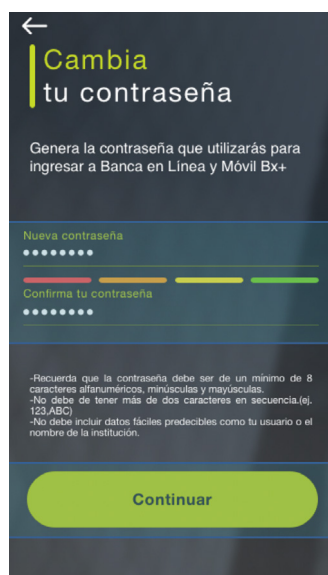 Cambia
tu contraseña
Genera la contraseña que utilizarás para
ingresar a Banca en Línea y Móvil Bx+
Nueva contraseña
••••••••
Confirma tu contraseña
••••••••
-Recuerda que la contraseña debe ser de un mínimo de 8
caracteres alfanuméricos, minúsculas y mayúsculas.
-No debe de tener más de dos caracteres en secuencia.(ej.
123,ABC)
-No debe incluir datos fáciles predecibles como tu usuario o el
nombre de la institución.
Continuar